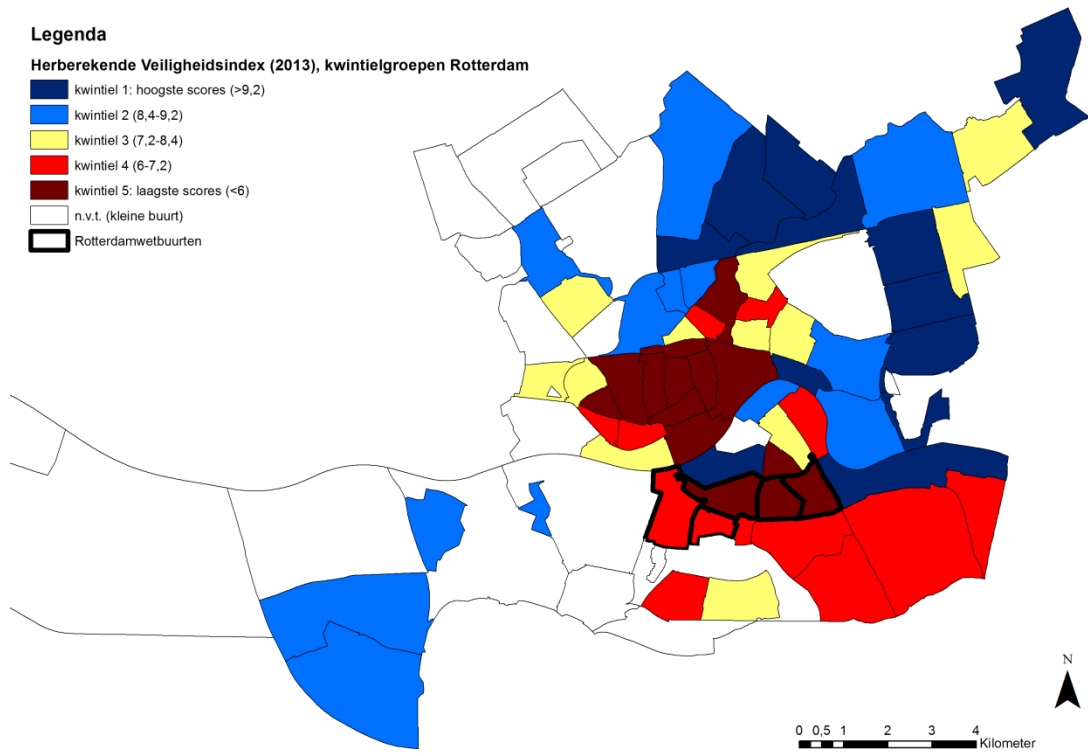 Legenda
Herberekende Veiligheidsindex (2013), kwintielgroepen Rotterdam
kwintiel 1: hoogste scores (>9,2)
kwintiel 2 (8,4-9,2)
kwintiel 3 (7,2-8,4)
kwintiel 4 (6-7,2)
kwintiel 5: laagste scores (<6)
n.v.t. (kleine buurt)
Rotterdamwetbuurten
N
0 0,5 1 2 3 4
Kilometer